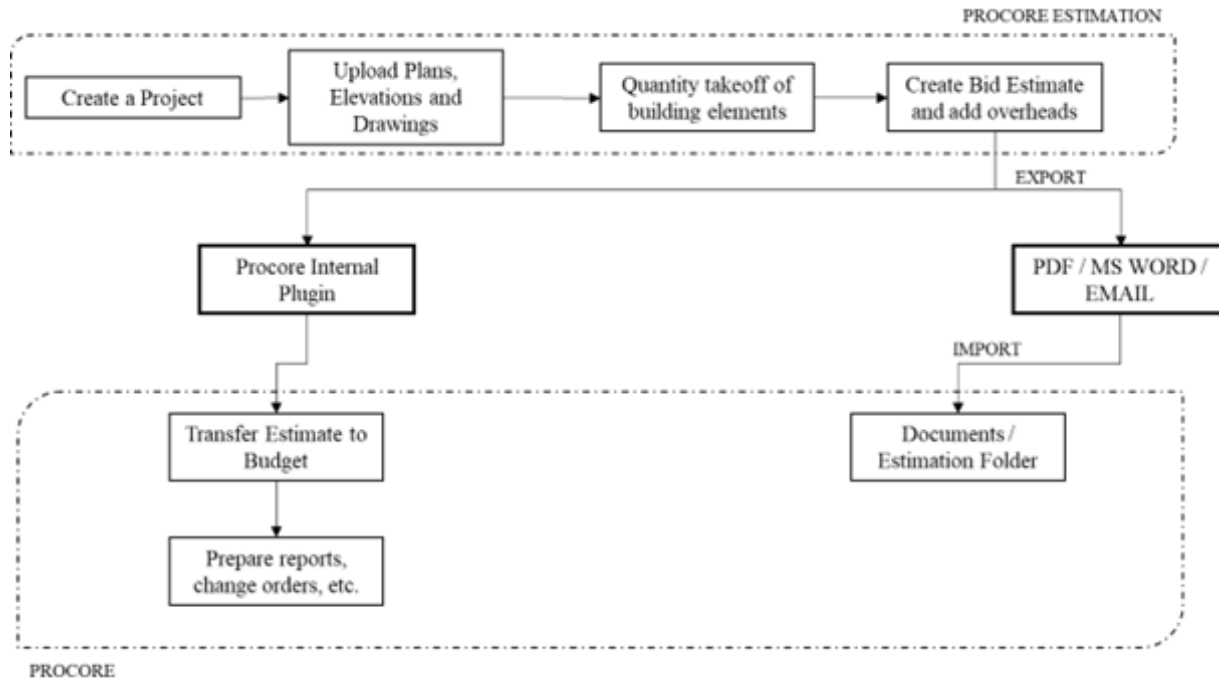 PROCORE ESTIMATION
Create a Project
Upload Plans,
Elevations and
Drawings
Quantity takeoff of
building elements
Create Bid Estimate
and add overheads
EXPORT
Procore Internal
Plugin
PDF / MS WORD /
EMAIL
IMPORT
Transfer Estimate to
Budget
Documents /
Estimation Folder
Prepare reports,
change orders, etc.
PROCORE